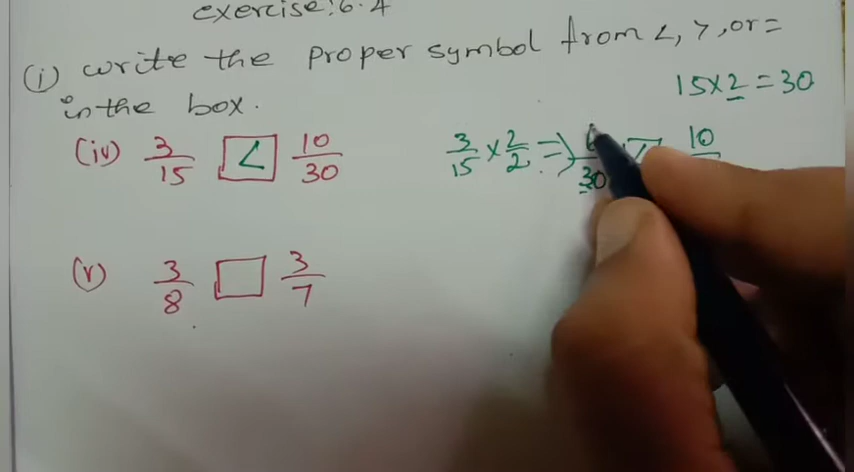 exercise: 6.4
(i) write the proper symbol from <, >, or =
in the box.
15×2=30
(iv) 3/15 < 10/30
3/15 × 2/2 => 6/30 < 10
(v) 3/8 □ 3/7